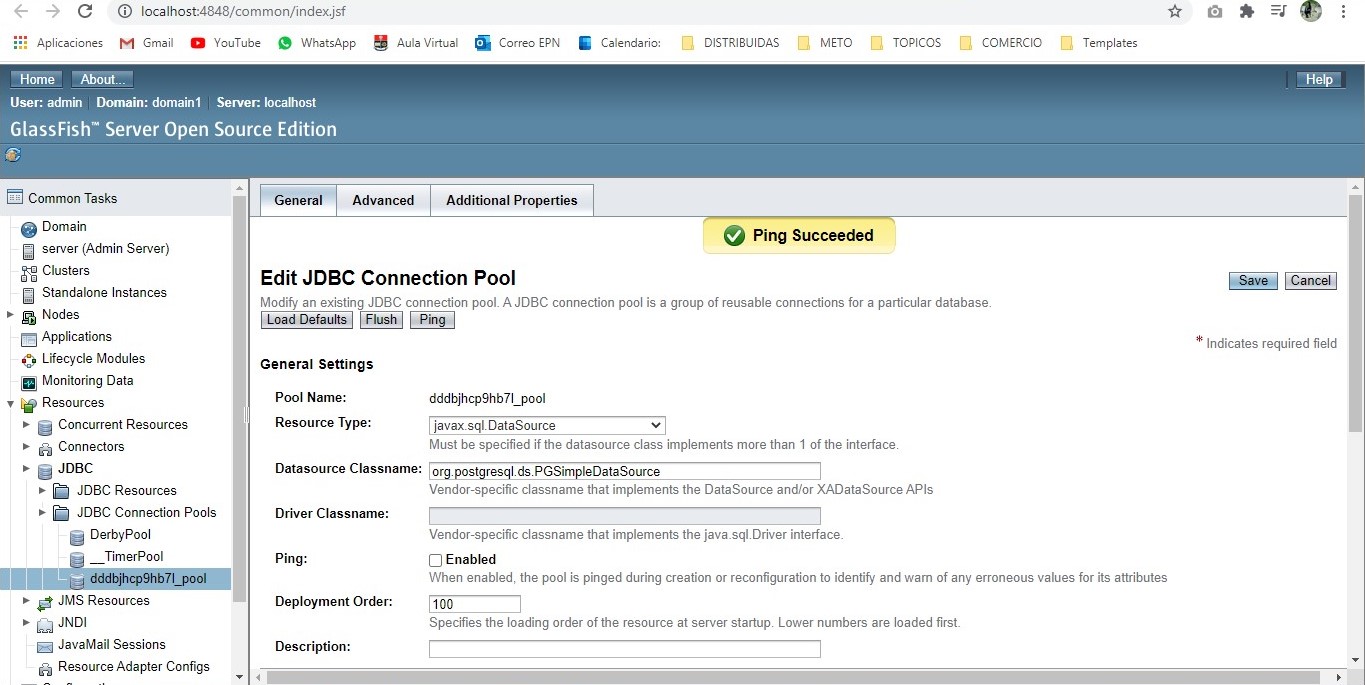 localhost:4848/common/index.jsf
Aplicaciones Gmail YouTube WhatsApp Aula Virtual Correo EPN Calendario: DISTRIBUIDAS METO TOPICOS COMERCIO Templates
Home About... Help
User: admin Domain: domain1 Server: localhost
GlassFish™ Server Open Source Edition
Common Tasks
Domain
server (Admin Server)
Clusters
Standalone Instances
Nodes
Applications
Lifecycle Modules
Monitoring Data
Resources
Concurrent Resources
Connectors
JDBC
JDBC Resources
JDBC Connection Pools
DerbyPool
__TimerPool
dddbjhcp9hb7l_pool
JMS Resources
JNDI
JavaMail Sessions
Resource Adapter Configs
General Advanced Additional Properties
Ping Succeeded
Edit JDBC Connection Pool
Save Cancel
Modify an existing JDBC connection pool. A JDBC connection pool is a group of reusable connections for a particular database.
Load Defaults Flush Ping
* Indicates required field
General Settings
Pool Name: dddbjhcp9hb7l_pool
Resource Type: javax.sql.DataSource
Must be specified if the datasource class implements more than 1 of the interface.
Datasource Classname: org.postgresql.ds.PGSimpleDataSource
Vendor-specific classname that implements the DataSource and/or XADataSource APIs
Driver Classname:
Vendor-specific classname that implements the java.sql.Driver interface.
Ping: Enabled
When enabled, the pool is pinged during creation or reconfiguration to identify and warn of any erroneous values for its attributes
Deployment Order: 100
Specifies the loading order of the resource at server startup. Lower numbers are loaded first.
Description: